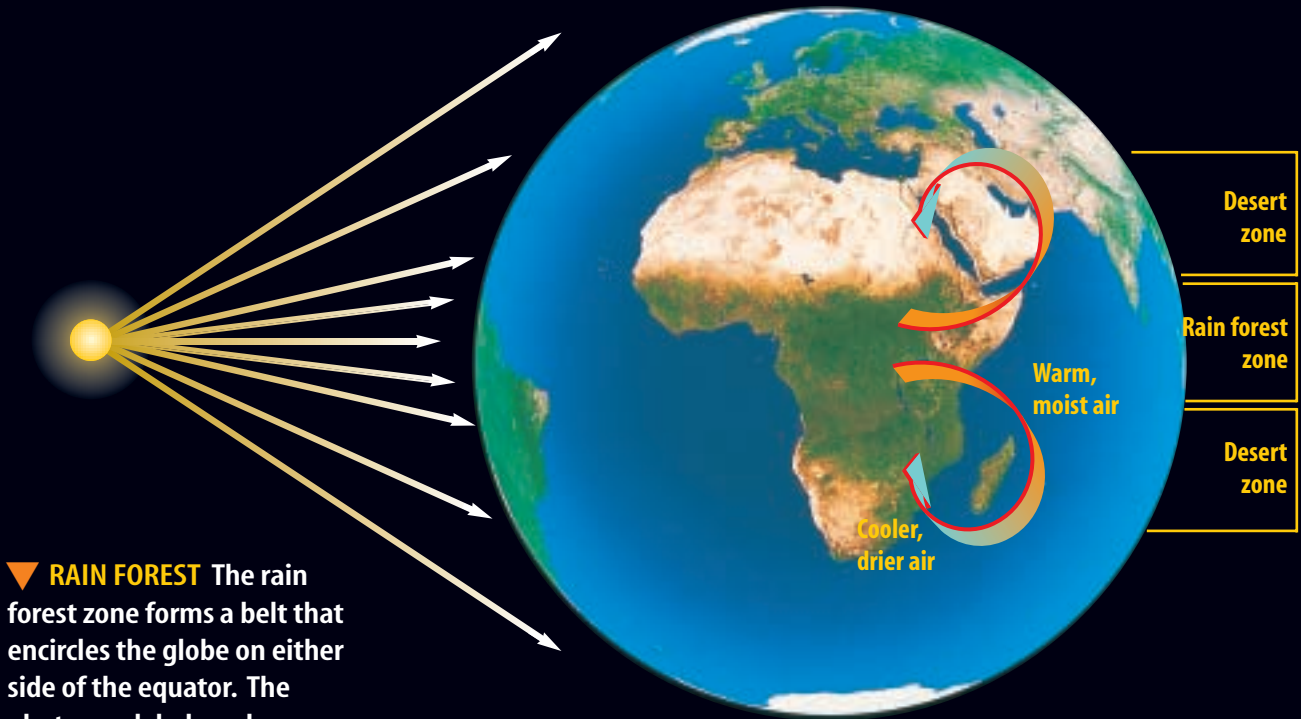 Desert
zone
Rain forest
zone
Warm,
moist air
Desert
zone
Cooler,
drier air
RAIN FOREST The rain
forest zone forms a belt that
encircles the globe on either
side of the equator. The